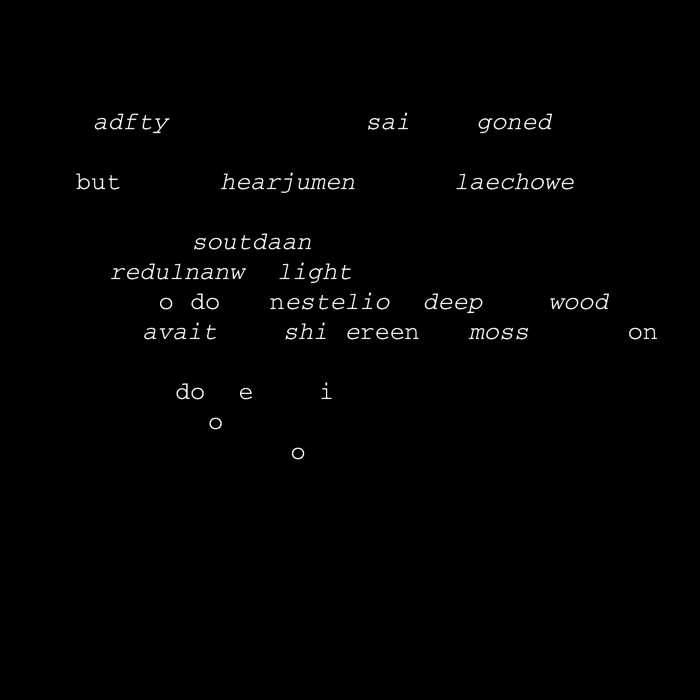 adfty sai goned
but hearjumen laechowe
soutdaan
redulnanw light
o do nestelio deep wood
avait shi ereen moss on
do e i
o
o